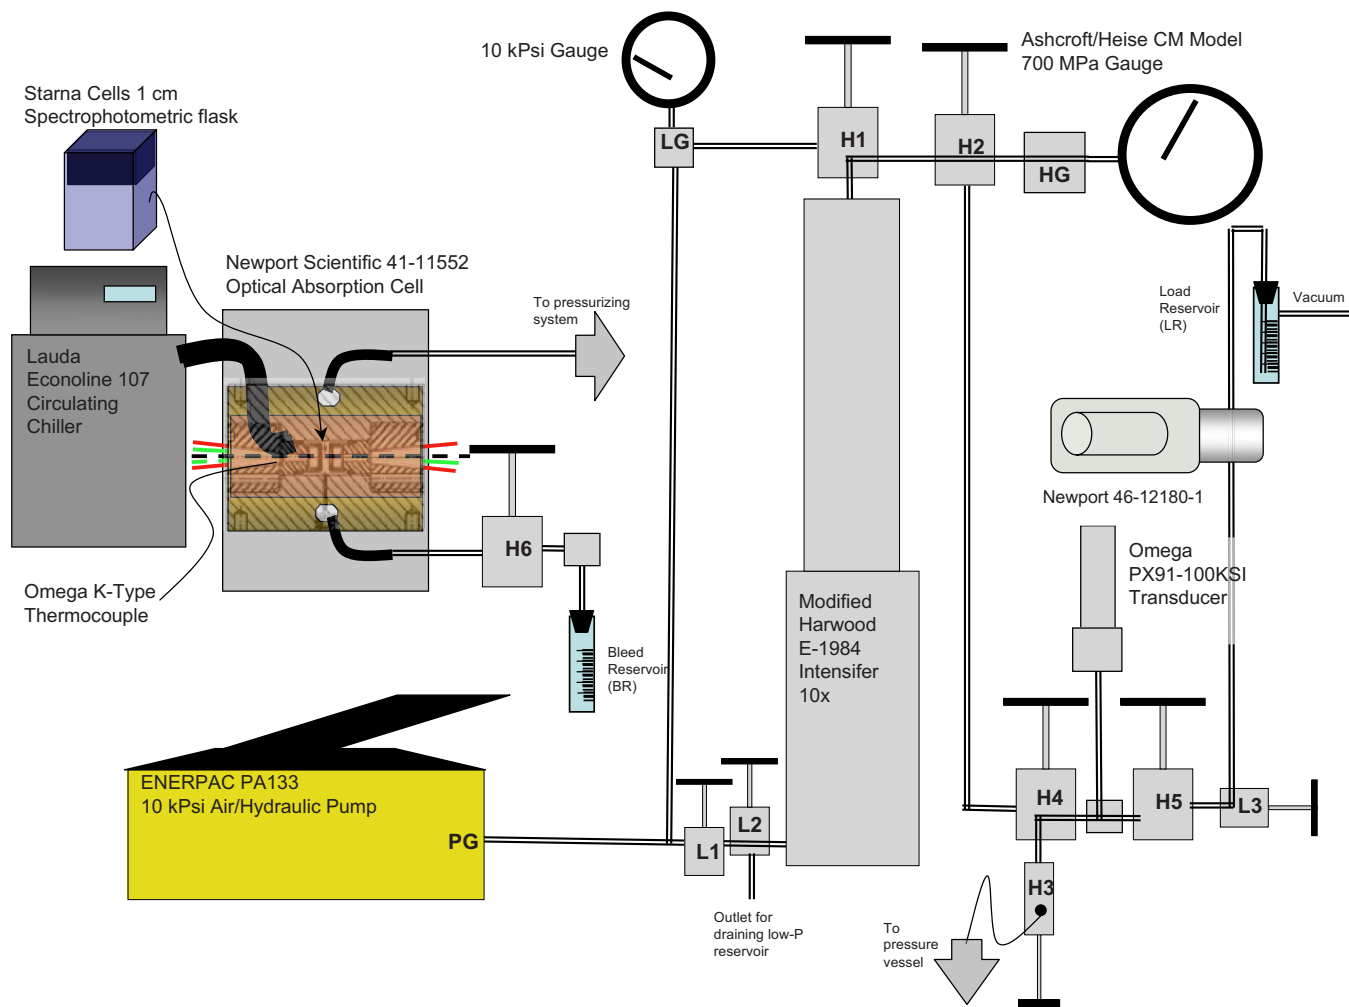 10 kPsi Gauge
Ashcroft/Heise CM Model
700 MPa Gauge
Starna Cells 1 cm
Spectrophotometric flask
LG
H1
H2
HG
Newport Scientific 41-11552
Optical Absorption Cell
To pressurizing
system
Load
Reservoir
(LR)
Vacuum
Lauda
Econoline 107
Circulating
Chiller
Newport 46-12180-1
H6
Omega
PX91-100KSI
Transducer
Omega K-Type
Thermocouple
Modified
Harwood
E-1984
Intensifer
10x
Bleed
Reservoir
(BR)
ENERPAC PA133
10 kPsi Air/Hydraulic Pump
PG
L1
L2
H4
H5
L3
H3
Outlet for
draining low-P
reservoir
To
pressure
vessel